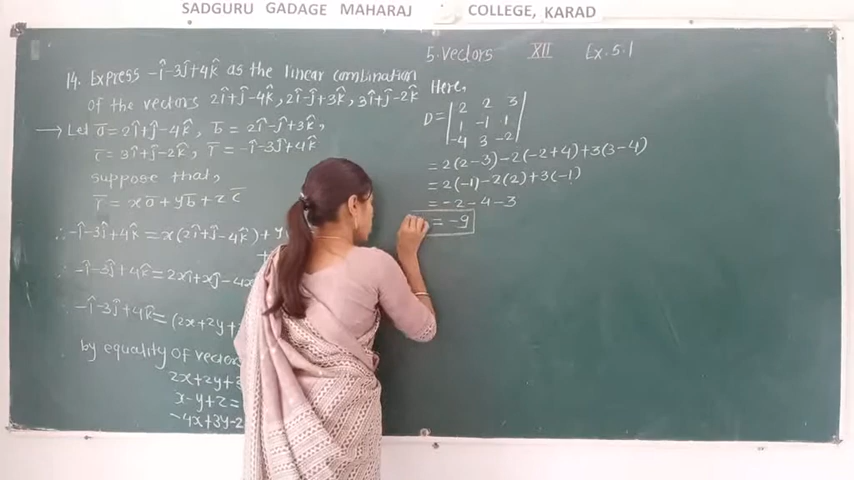 SADGURU GADAGE MAHARAJ COLLEGE, KARAD
5. Vectors XII Ex. 5.1
14. Express -î-3ĵ+4k̂ as the linear combination
of the vectors 2î+ĵ-4k̂, 2î-ĵ+3k̂, 3î+ĵ-2k̂
→ Let a̅=2î+ĵ-4k̂, b̅=2î-ĵ+3k̂,
c̅=3î+ĵ-2k̂, r̅=-î-3ĵ+4k̂
suppose that,
r̅ = xa̅+yb̅+zc̅
∴ -î-3ĵ+4k̂=x(2î+ĵ-4k̂)+y
+
∴ -î-3ĵ+4k̂=2xî+xĵ-4x
-î-3ĵ+4k̂=(2x+2y+
by equality of vectors
2x+2y+3
x-y+z=
-4x+3y-2
Here,
D= | 2 2 3 |
| 1 -1 1 |
| -4 3 -2 |
=2(2-3)-2(-2+4)+3(3-4)
=2(-1)-2(2)+3(-1)
=-2-4-3
=-9